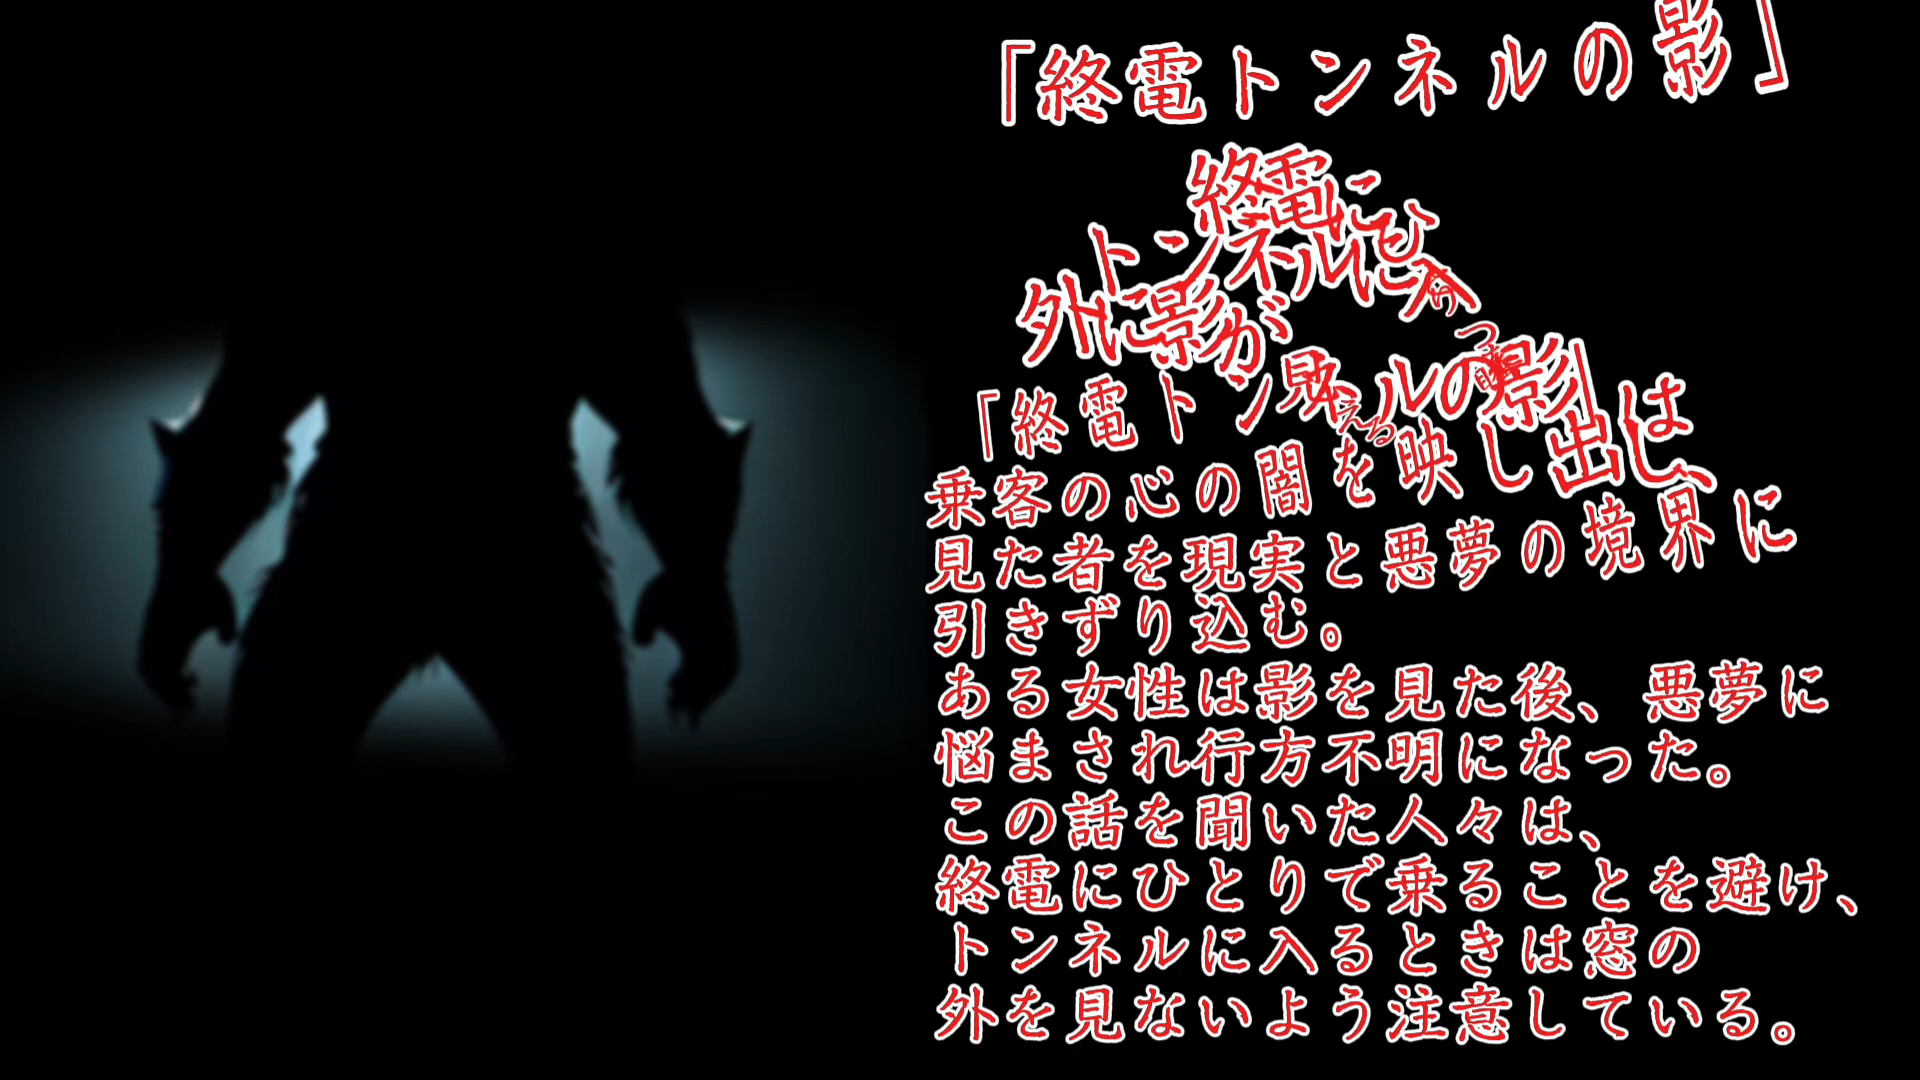 「終電トンネルの影」
終電にひ
トンネルに入
外に影が
見える
「終電トンネルの影」は
乗客の心の闇を映し出し、
見た者を現実と悪夢の境界に
引きずり込む。
ある女性は影を見た後、悪夢に
悩まされ行方不明になった。
この話を聞いた人々は、
終電にひとりで乗ることを避け、
トンネルに入るときは窓の
外を見ないよう注意している。